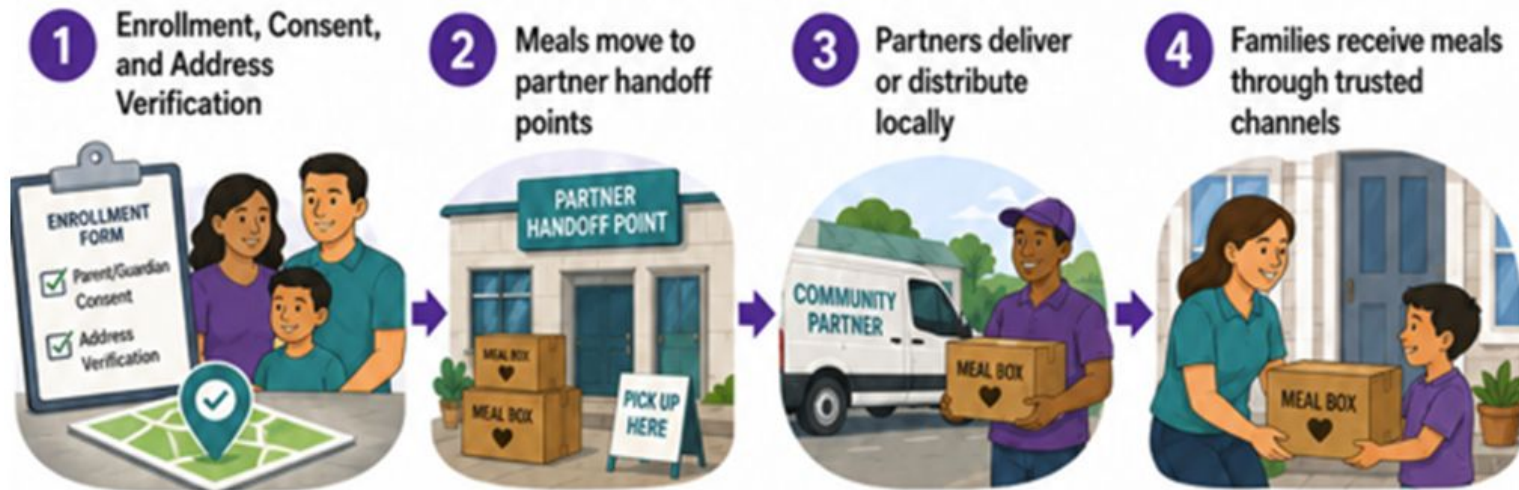 1
Enrollment, Consent,
and Address
Verification
ENROLLMENT
FORM
Parent/Guardian
Consent
Address
Verification
2
Meals move to
partner handoff
points
PARTNER
HANDOFF POINT
MEAL BOX
MEAL BOX
PICK UP
HERE
3
Partners deliver
or distribute
locally
COMMUNITY
PARTNER
MEAL BOX
4
Families receive meals
through trusted
channels
MEAL BOX